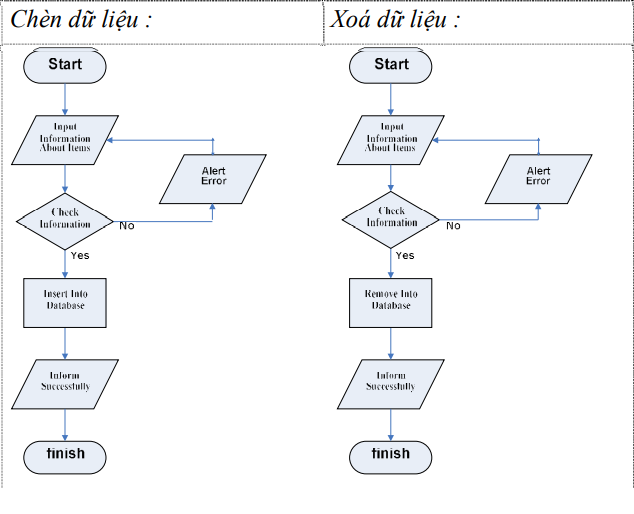 Chèn dữ liệu :
Start
Input
Information
About Items
Alert
Error
Check
Information
No
Yes
Insert Into
Database
Inform
Successfully
finish
Xoá dữ liệu :
Start
Input
Information
About Items
Alert
Error
Check
Information
No
Yes
Remove Into
Database
Inform
Successfully
finish